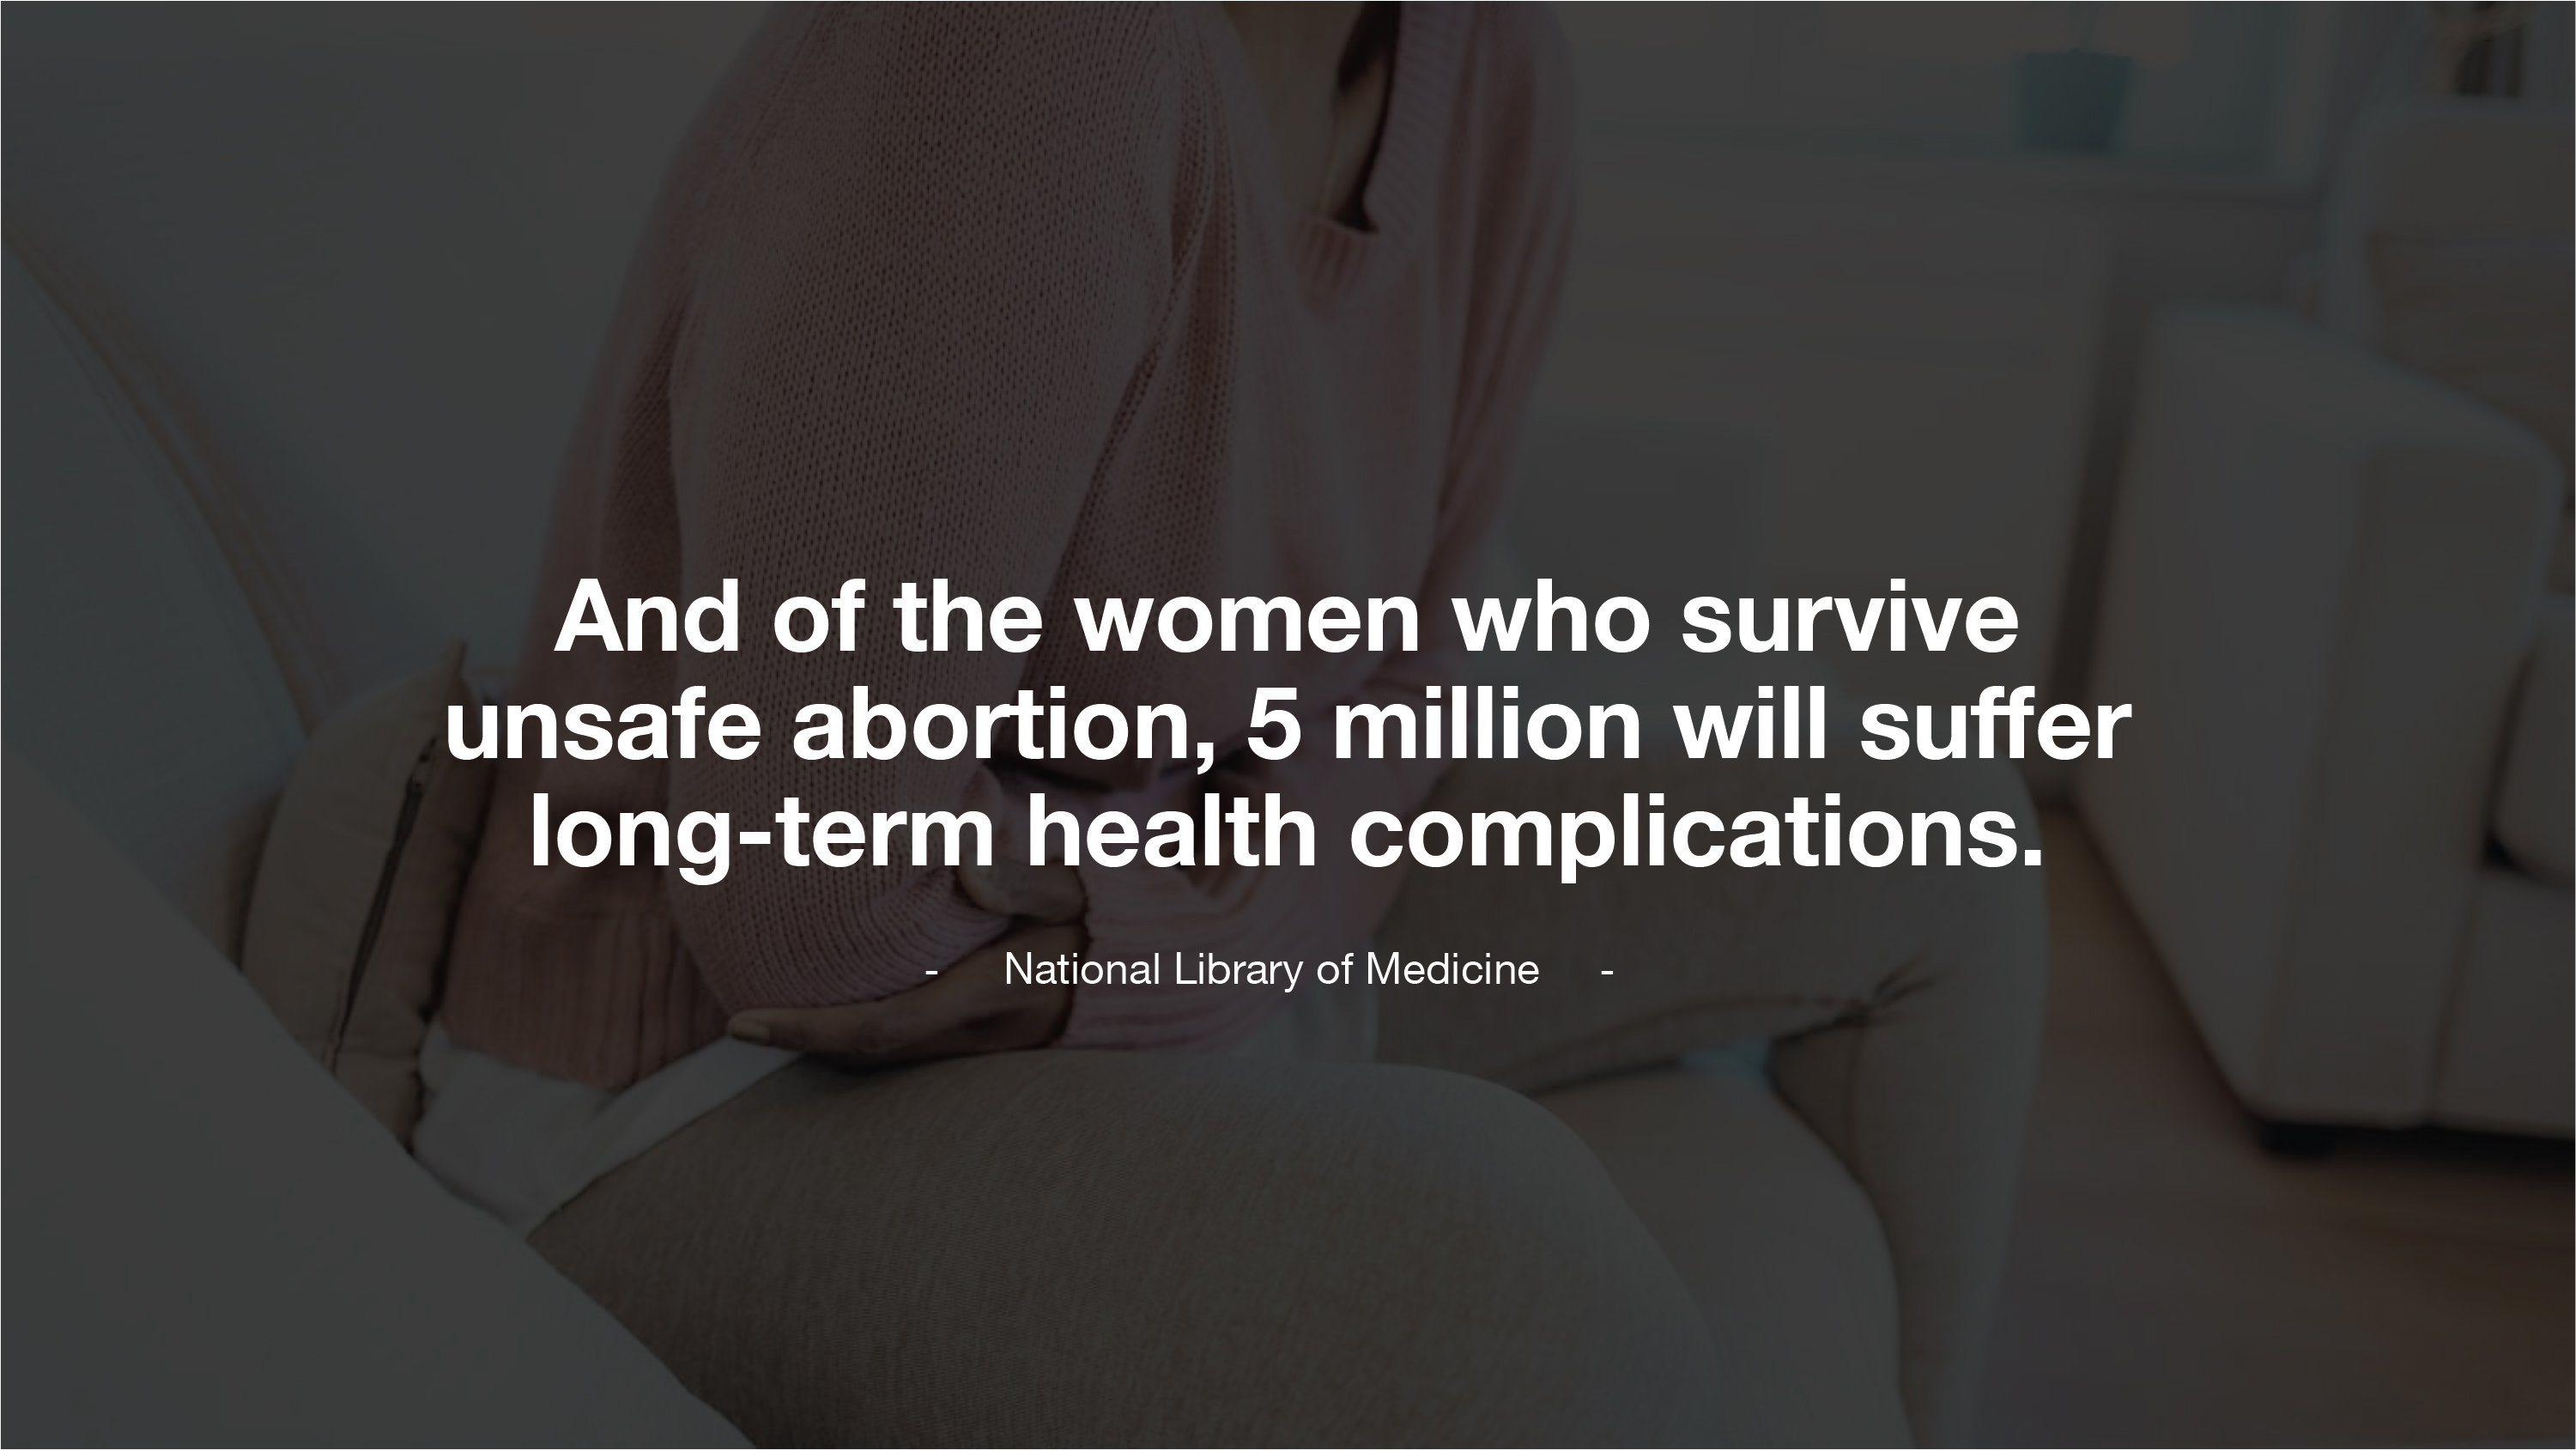 And of the women who survive
unsafe abortion, 5 million will suffer
long-term health complications.
- National Library of Medicine -